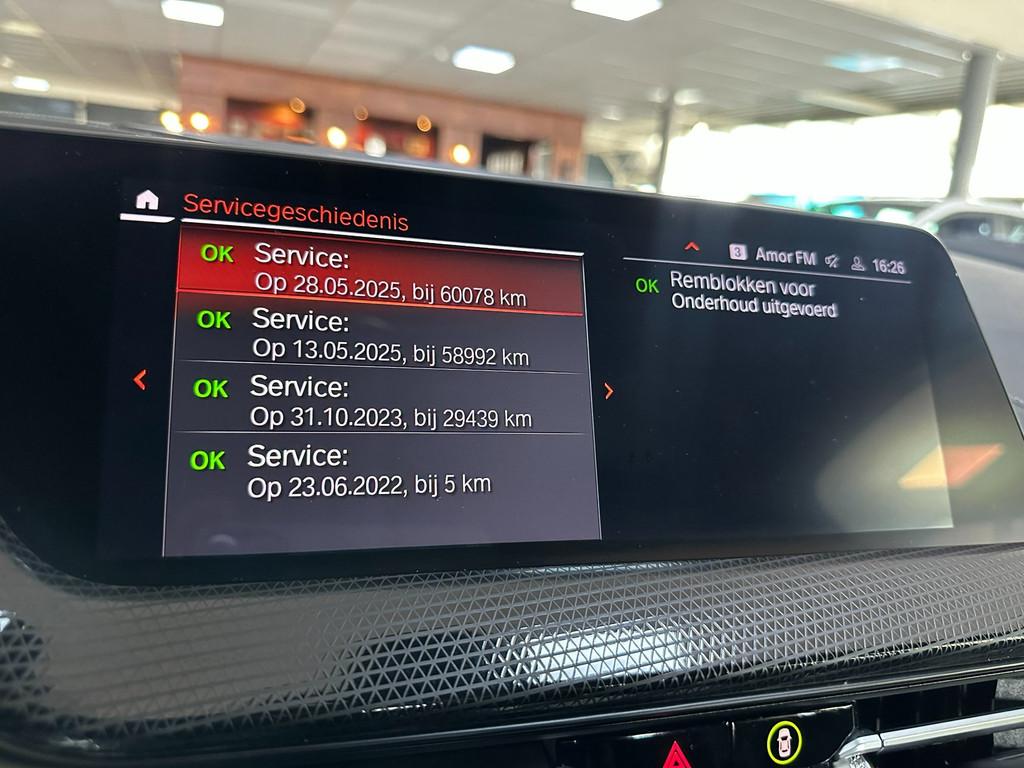 Servicegeschiedenis
OK Service:
Op 28.05.2025, bij 60078 km
OK Service:
Op 13.05.2025, bij 58992 km
OK Service:
Op 31.10.2023, bij 29439 km
OK Service:
Op 23.06.2022, bij 5 km
3 Amor FM 16:26
OK Remblokken voor
Onderhoud uitgevoerd